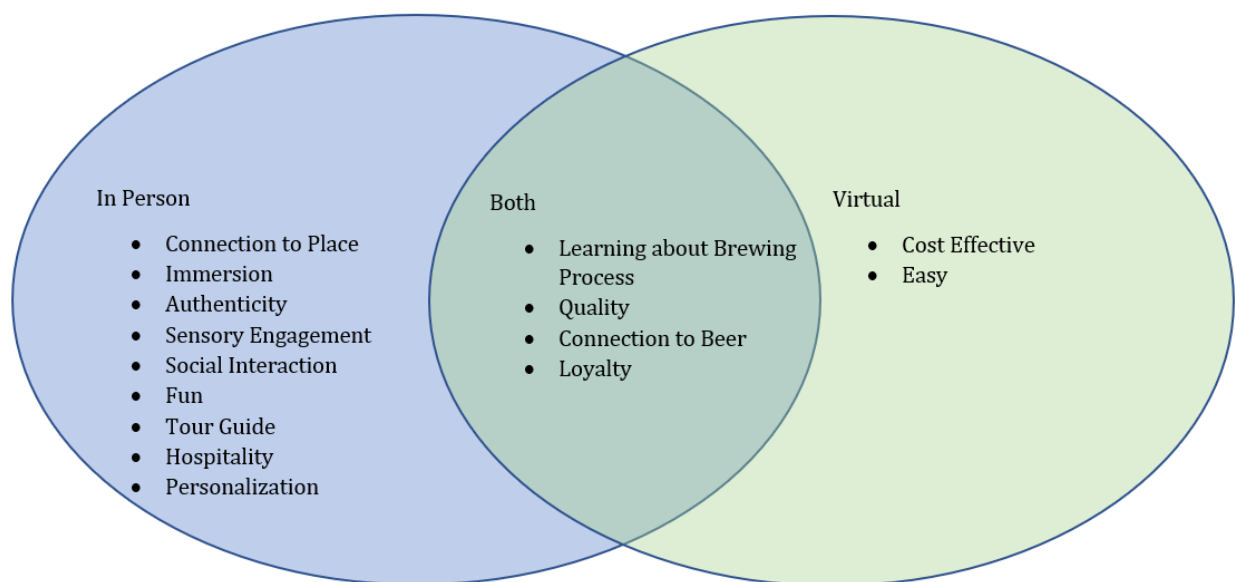 In Person
• Connection to Place
• Immersion
• Authenticity
• Sensory Engagement
• Social Interaction
• Fun
• Tour Guide
• Hospitality
• Personalization
Both
• Learning about Brewing
Process
• Quality
• Connection to Beer
• Loyalty
Virtual
• Cost Effective
• Easy